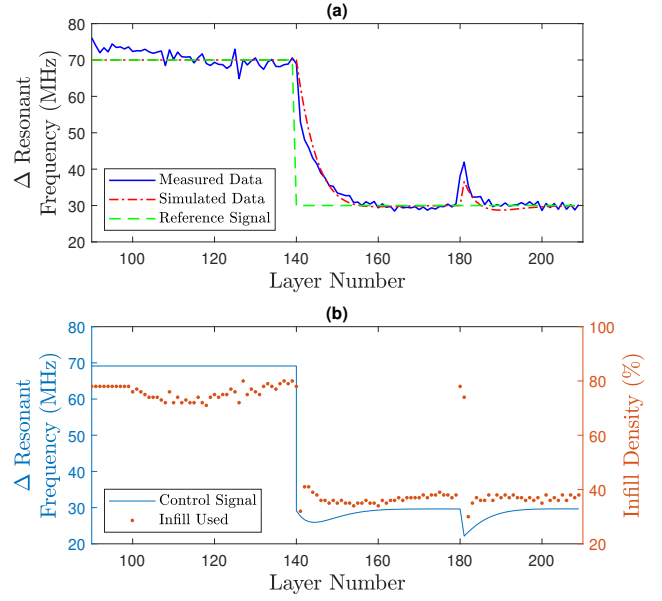 (a)
80
70
60
50
40
30
20
Δ Resonant
Frequency (MHz)
Measured Data
Simulated Data
Reference Signal
100
120
140
160
180
200
Layer Number
(b)
80
70
60
50
40
30
20
Δ Resonant
Frequency (MHz)
100
80
60
40
20
Infill Density (%)
Control Signal
Infill Used
100
120
140
160
180
200
Layer Number